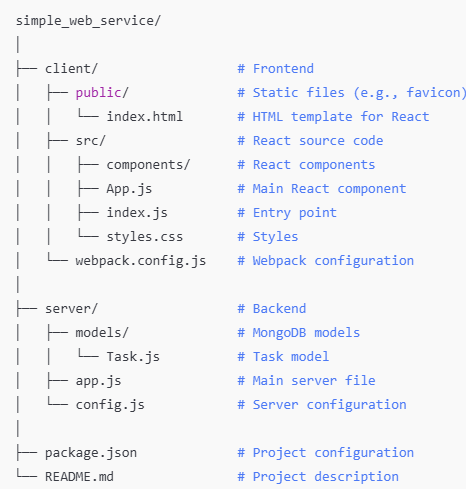 simple_web_service/
│
├── client/                # Frontend
│   ├── public/            # Static files (e.g., favicon)
│   │   └── index.html     # HTML template for React
│   ├── src/               # React source code
│   │   ├── components/    # React components
│   │   ├── App.js         # Main React component
│   │   ├── index.js       # Entry point
│   │   └── styles.css     # Styles
│   └── webpack.config.js  # Webpack configuration
│
├── server/                # Backend
│   ├── models/            # MongoDB models
│   │   └── Task.js        # Task model
│   ├── app.js             # Main server file
│   └── config.js          # Server configuration
│
├── package.json           # Project configuration
└── README.md              # Project description